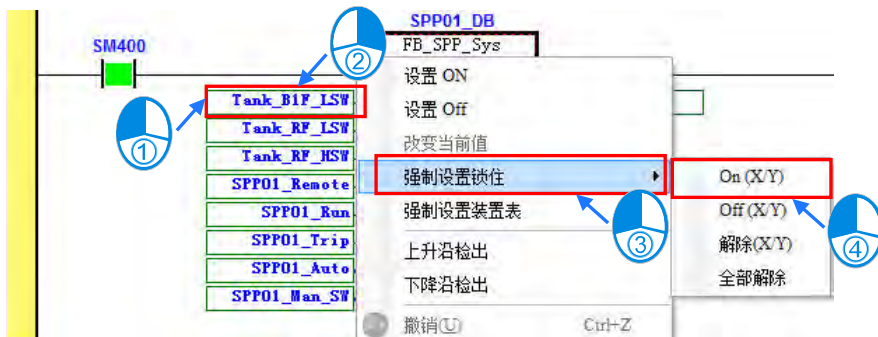 SPP01_DB
SM400
FB_SPP_Sys
②
设置 ON
Tank_B1F_LSW
设置 Off
①
Tank_RF_LSW
改变当前值
Tank_RF_HSW
强制设置锁住
On (X/Y)
SPP01_Remote
强制设置装置表
Off (X/Y)
SPP01_Run
③
④
SPP01_Trip
上升沿检出
解除(X/Y)
SPP01_Auto
下降沿检出
全部解除
SPP01_Man_SW
撤销(U) Ctrl+Z